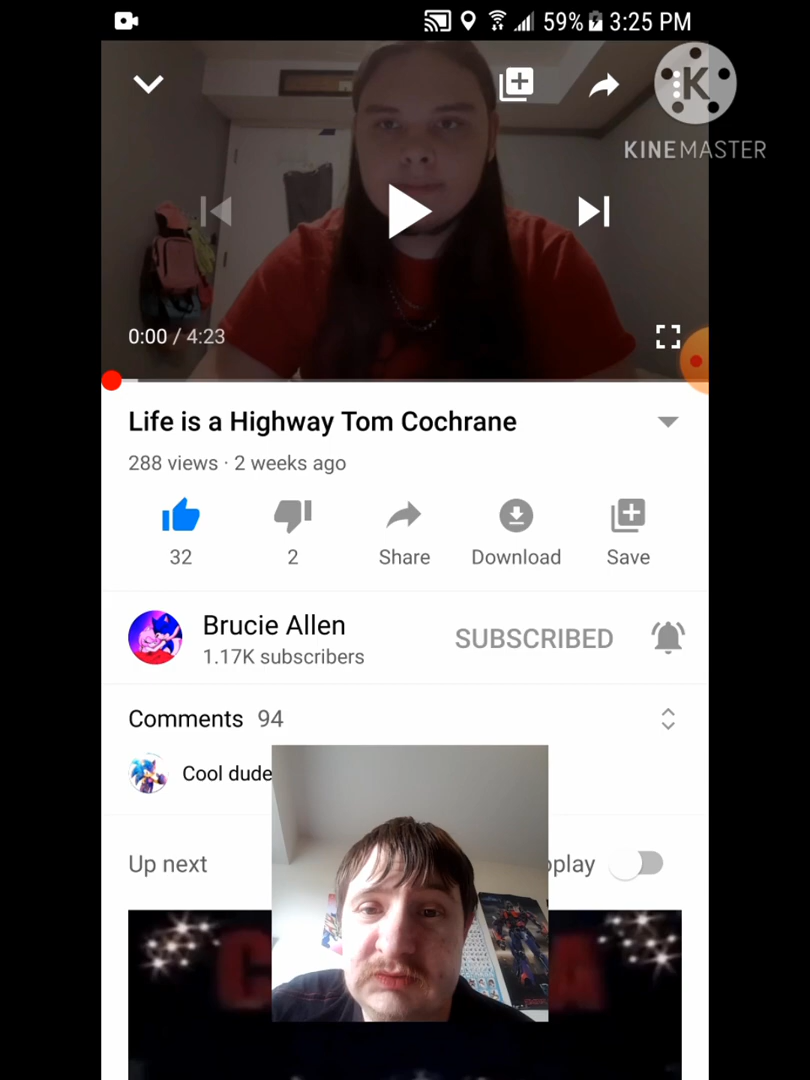 59% 3:25 PM
KINEMASTER
0:00 / 4:23
Life is a Highway Tom Cochrane
288 views · 2 weeks ago
32
2
Share
Download
Save
Brucie Allen
1.17K subscribers
SUBSCRIBED
Comments 94
Cool dude
Up next
play